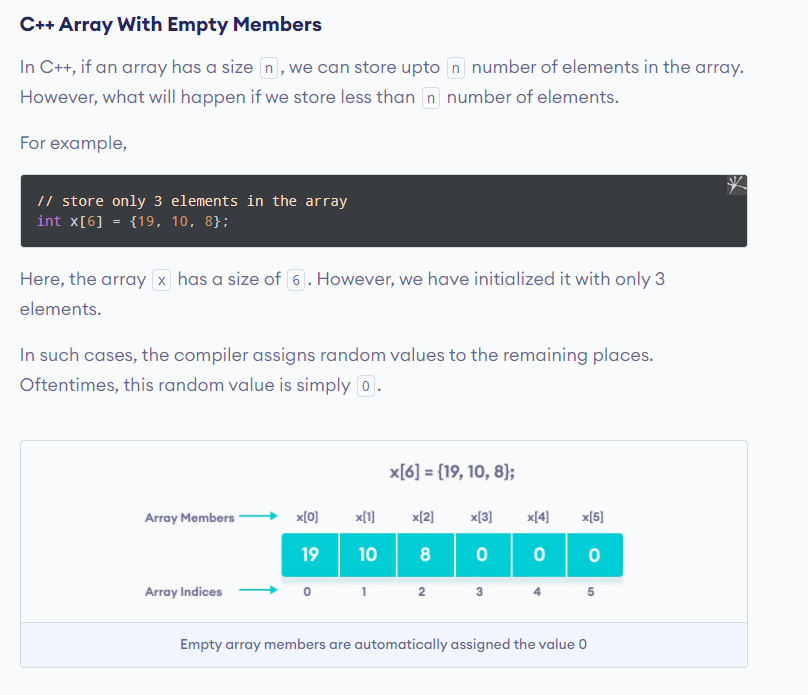 C++ Array With Empty Members
In C++, if an array has a size n, we can store upto n number of elements in the array.
However, what will happen if we store less than n number of elements.
For example,
// store only 3 elements in the array
int x[6] = {19, 10, 8};
Here, the array x has a size of 6. However, we have initialized it with only 3
elements.
In such cases, the compiler assigns random values to the remaining places.
Oftentimes, this random value is simply 0.
x[6] = {19, 10, 8};
Array Members x[0] x[1] x[2] x[3] x[4] x[5]
19 10 8 0 0 0
Array Indices 0 1 2 3 4 5
Empty array members are automatically assigned the value 0